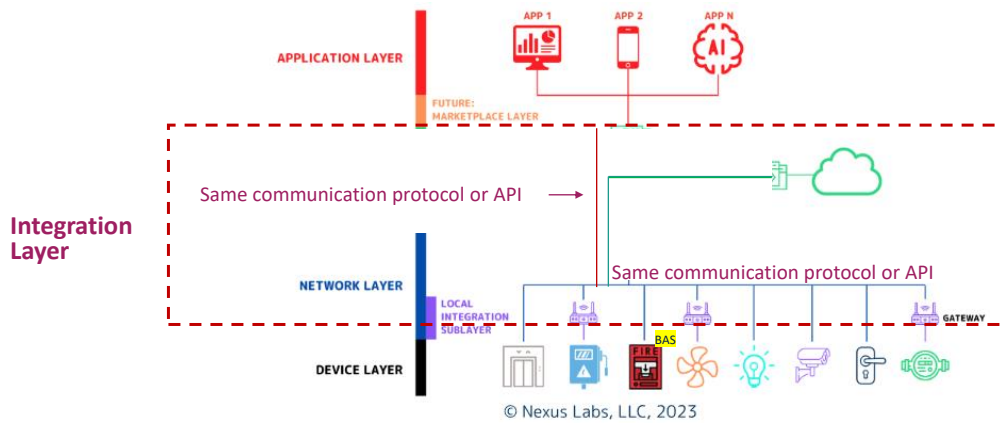 APP 1
APP 2
APP N
AI
APPLICATION LAYER
FUTURE:
MARKETPLACE LAYER
Same communication protocol or API
Integration
Layer
Same communication protocol or API
NETWORK LAYER
LOCAL
INTEGRATION
SUBLAYER
GATEWAY
BAS
FIRE
DEVICE LAYER
© Nexus Labs, LLC, 2023